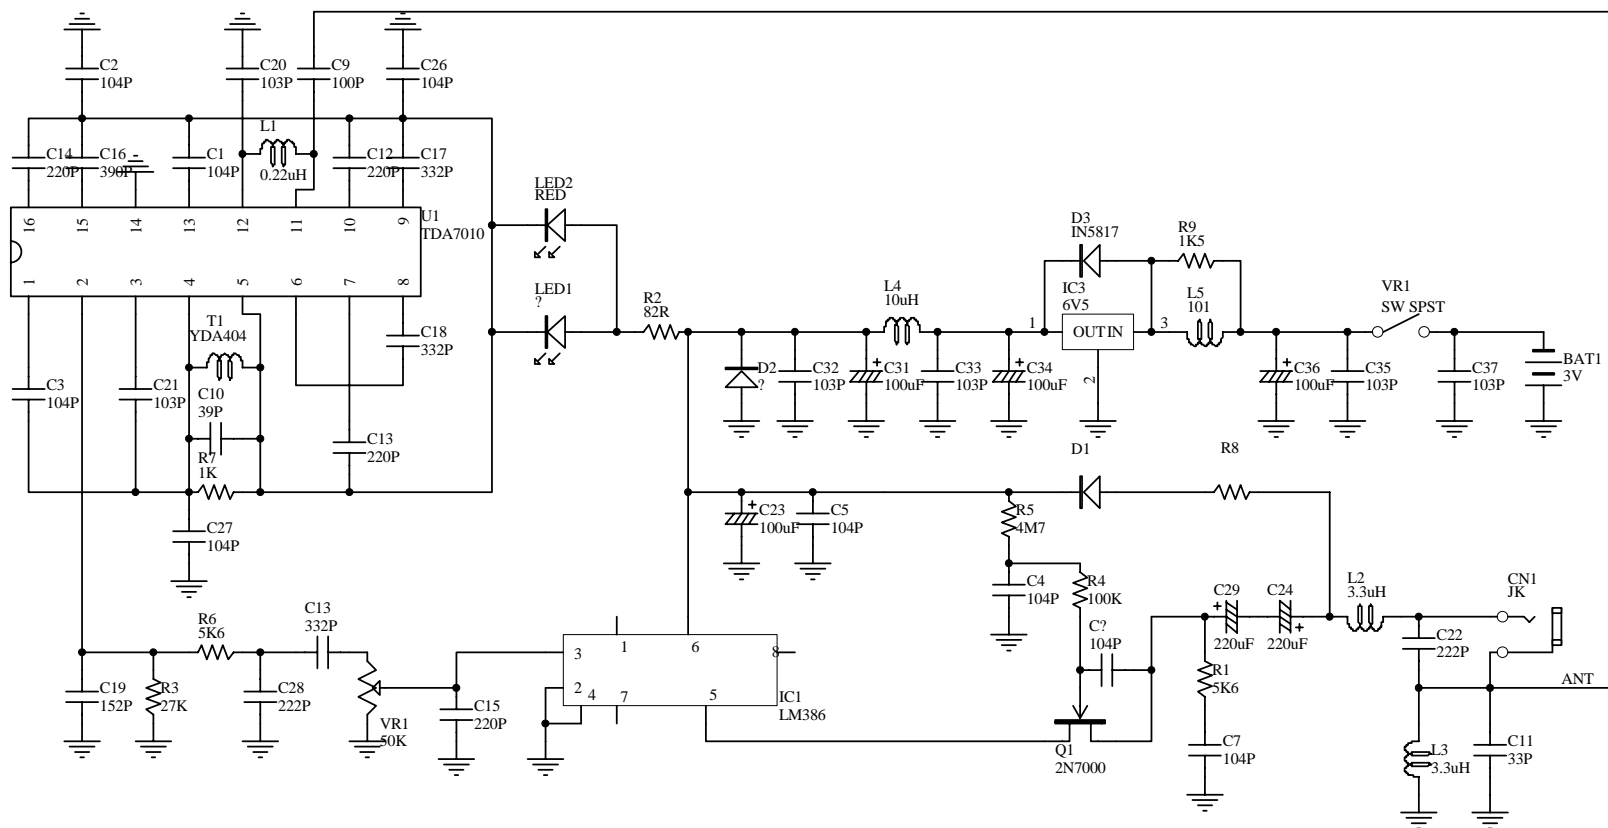 C2
104P
C20
103P
C9
100P
C26
104P
C14
220P
C16
390P
C1
104P
L1
0.22uH
C12
220P
C17
332P
16
15
14
13
12
11
10
9
U1
TDA7010
1
2
3
4
5
6
7
8
LED2
RED
LED1
?
R2
82R
D3
IN5817
R9
1K5
L4
10uH
IC3
6V5
L5
101
VR1
SW SPST
1
OUT IN
3
2
T1
YDA404
C18
332P
C3
104P
C21
103P
C10
39P
R7
1K
C13
220P
D2
?
C32
103P
+
C31
100uF
C33
103P
+
C34
100uF
+
C36
100uF
C35
103P
C37
103P
BAT1
3V
D1
R8
C27
104P
+
C23
100uF
C5
104P
R5
4M7
C4
104P
R4
100K
C?
104P
C29
+
220uF
C24
+
220uF
L2
3.3uH
CN1
JK
C22
222P
ANT
R6
5K6
C13
332P
3
1
6
8
2
4
7
5
IC1
LM386
C19
152P
R3
27K
C28
222P
VR1
50K
C15
220P
Q1
2N7000
R1
5K6
C7
104P
L3
3.3uH
C11
33P